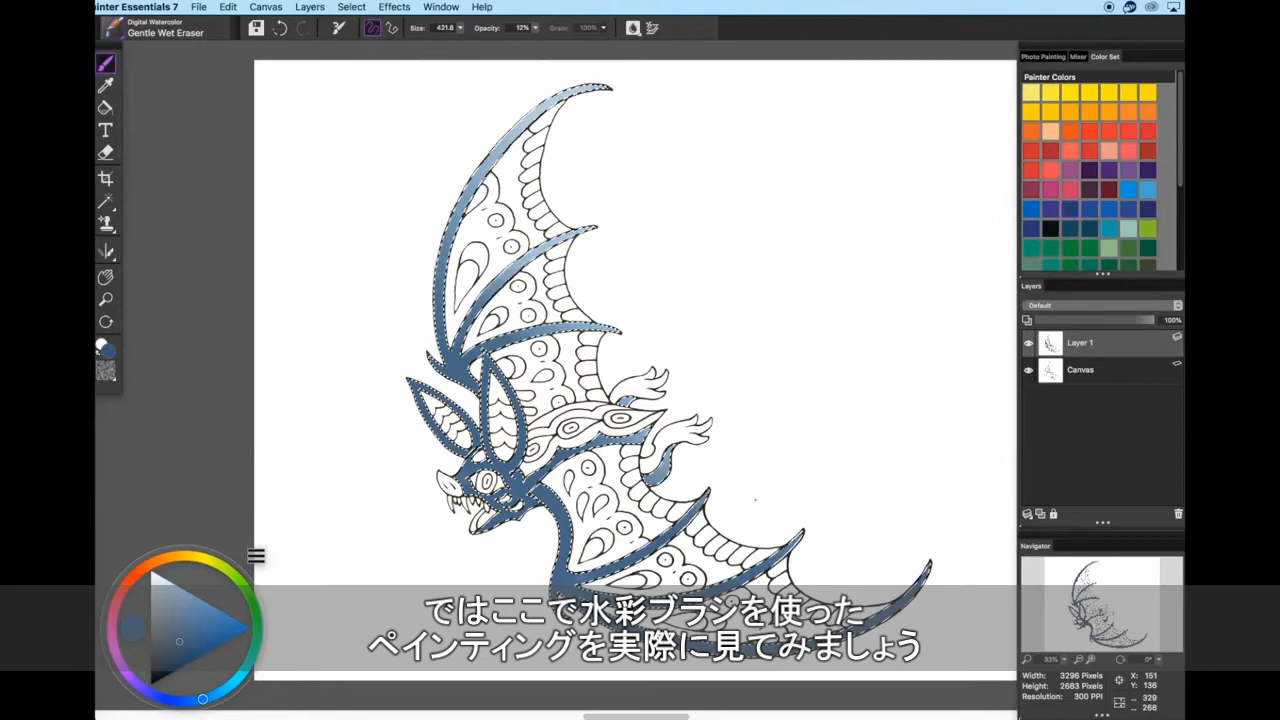 ainter Essentials 7 File Edit Canvas Layers Select Effects Window Help
Digital Watercolor
Gentle Wet Eraser
Size: 421.8 Opacity: 12% Grain: 100%
Photo Painting Mixer Color Set
Painter Colors
Layers
Default
100%
Layer 1
Canvas
Navigator
ではここで水彩ブラシを使った
ペインティングを実際に見てみましょう
33% 0°
Width: 3296 Pixels X: 151
Height: 2683 Pixels Y: 136
Resolution: 300 PPI 329
268